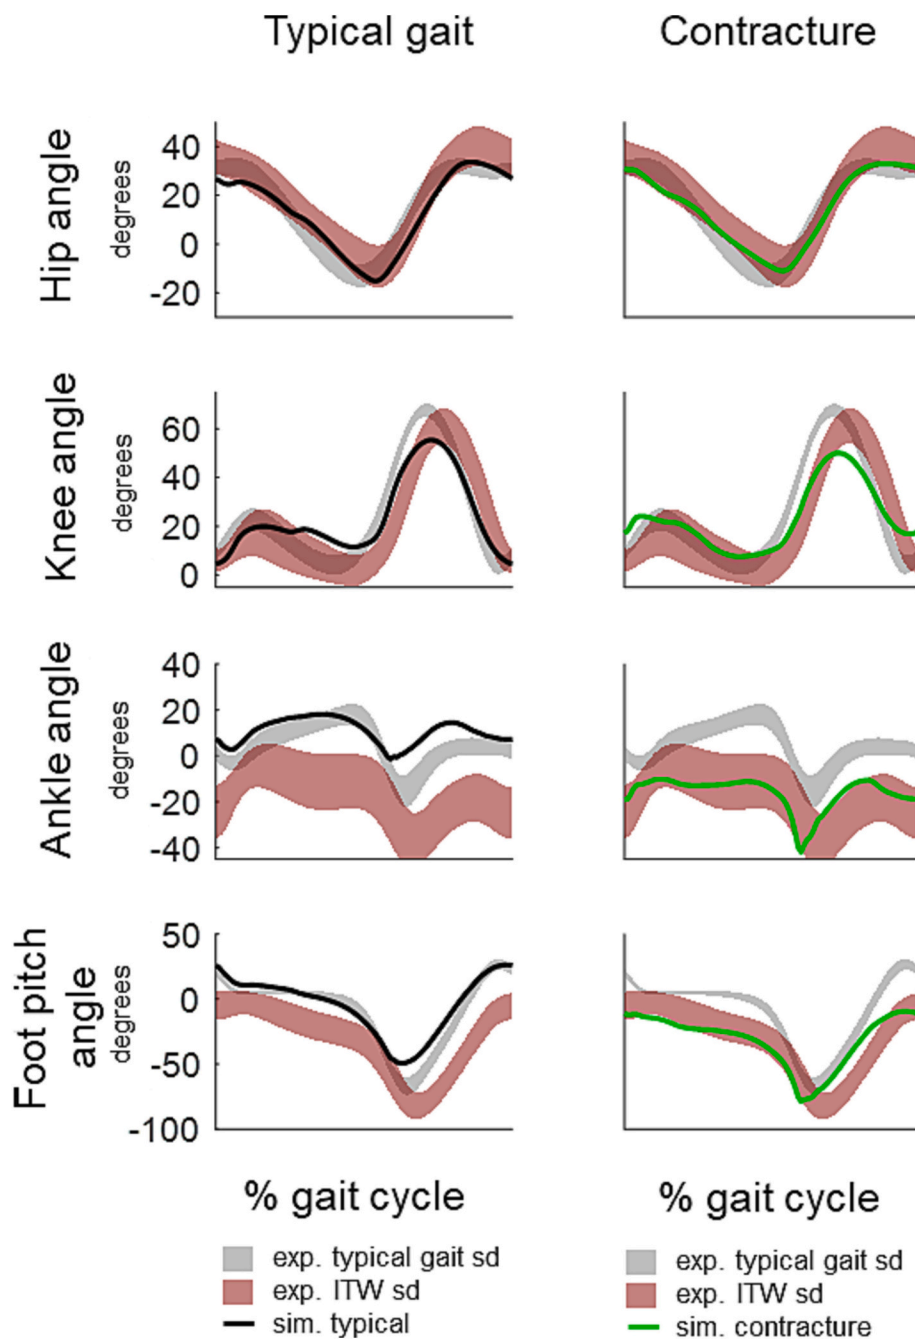 Typical gait Contracture
Hip angle
degrees
40
20
0
-20
Knee angle
degrees
60
40
20
0
Ankle angle
degrees
40
20
0
-20
-40
Foot pitch
angle
degrees
50
0
-50
-100
% gait cycle % gait cycle
exp. typical gait sd exp. typical gait sd
exp. ITW sd exp. ITW sd
sim. typical sim. contracture